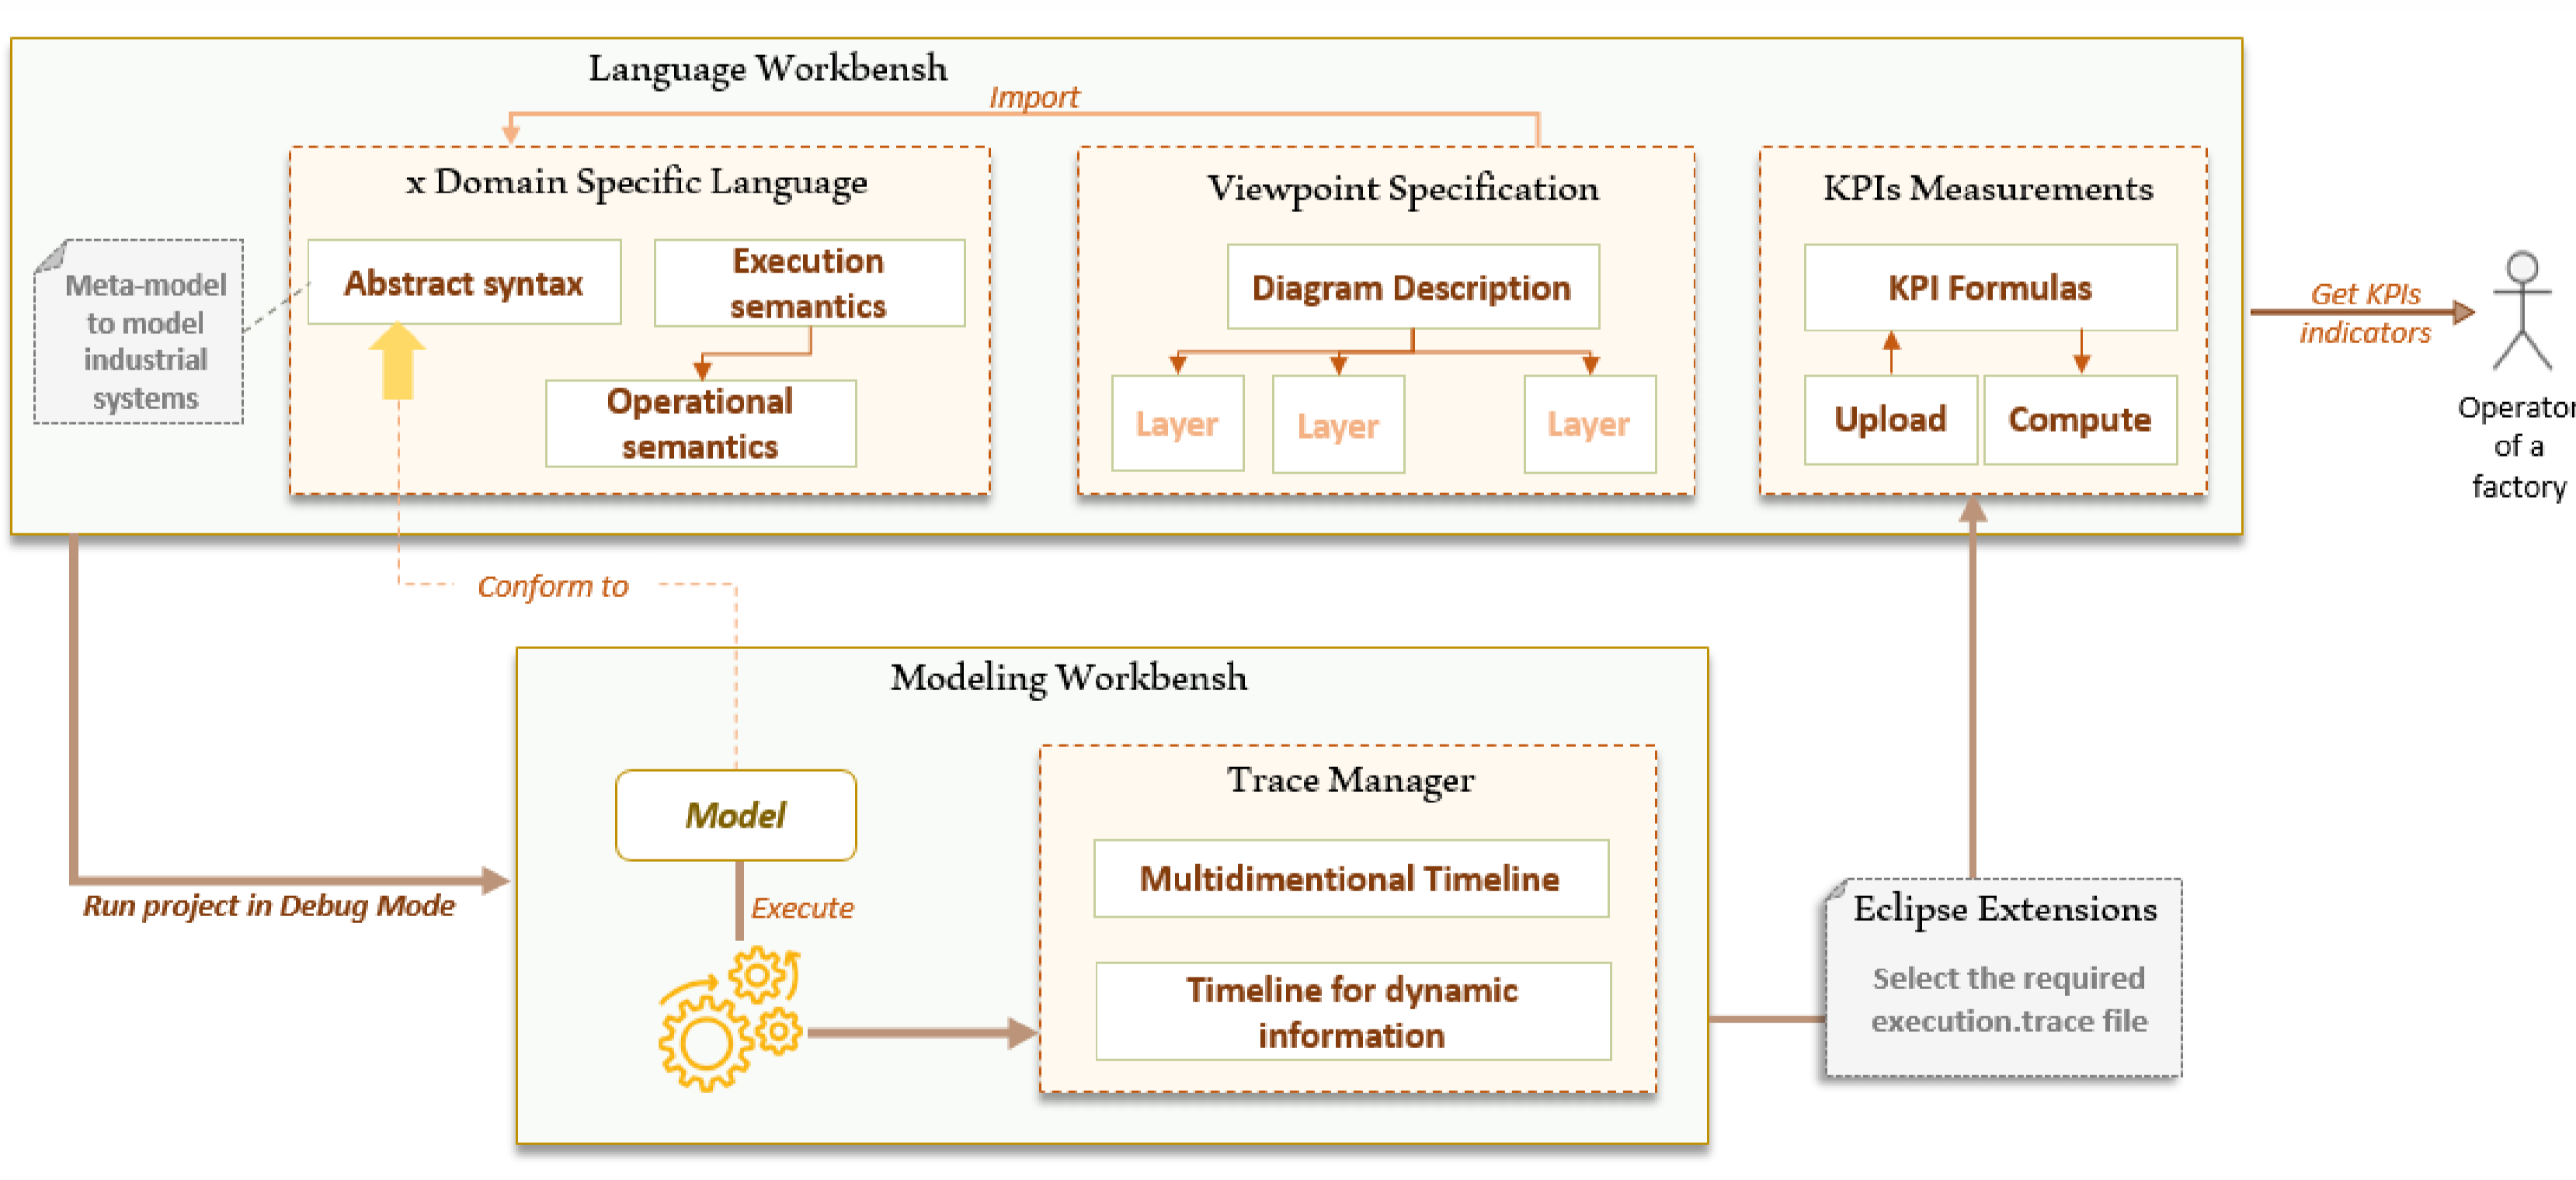 Language Workbensh
Import
x Domain Specific Language
Viewpoint Specification
KPIs Measurements
Meta-model
to model
industrial
systems
Abstract syntax
Execution
semantics
Operational
semantics
Diagram Description
Layer
Layer
Layer
KPI Formulas
Upload
Compute
Get KPIs
indicators
Operator
of a
factory
Conform to
Modeling Workbensh
Model
Execute
Run project in Debug Mode
Trace Manager
Multidimentional Timeline
Timeline for dynamic
information
Eclipse Extensions
Select the required
execution.trace file